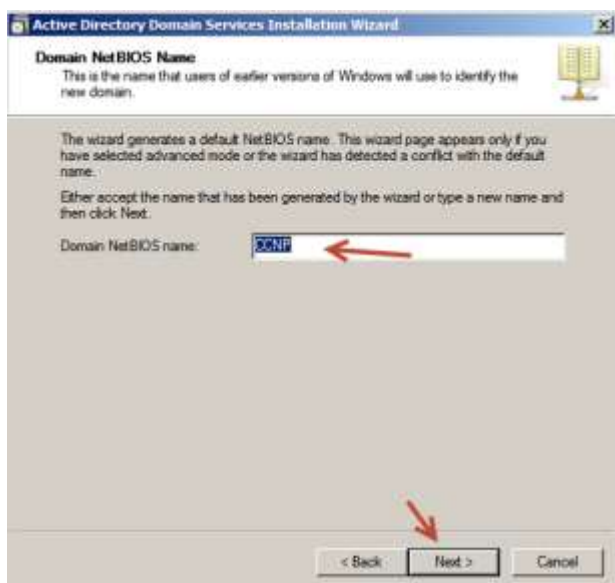 Active Directory Domain Services Installation Wizard
Domain NetBIOS Name
This is the name that users of earlier versions of Windows will use to identify the
new domain.
The wizard generates a default NetBIOS name. This wizard page appears only if you
have selected advanced mode or the wizard has detected a conflict with the default
name.
Either accept the name that has been generated by the wizard or type a new name and
then click Next.
Domain NetBIOS name:
CCNP
< Back
Next >
Cancel